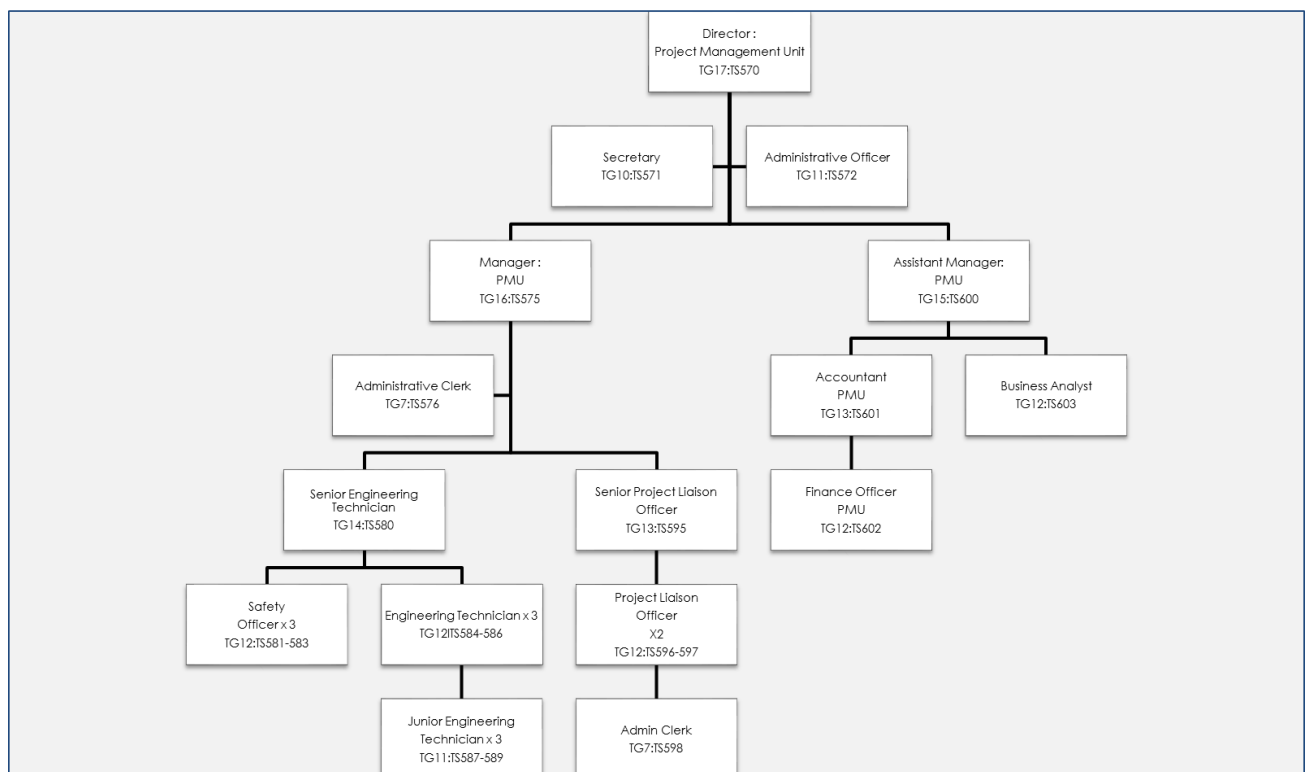 Director :
Project Management Unit
TG17:TS570
Secretary
TG10:TS571
Administrative Officer
TG11:TS572
Manager :
PMU
TG16:TS575
Assistant Manager:
PMU
TG15:TS600
Administrative Clerk
TG7:TS576
Accountant
PMU
TG13:TS601
Business Analyst
TG12:TS603
Senior Engineering
Technician
TG14:TS580
Senior Project Liaison
Officer
TG13:TS595
Finance Officer
PMU
TG12:TS602
Safety
Officer x 3
TG12:TS581-583
Engineering Technician x 3
TG12ITS584-586
Project Liaison
Officer
X2
TG12:TS596-597
Junior Engineering
Technician x 3
TG11:TS587-589
Admin Clerk
TG7:TS598